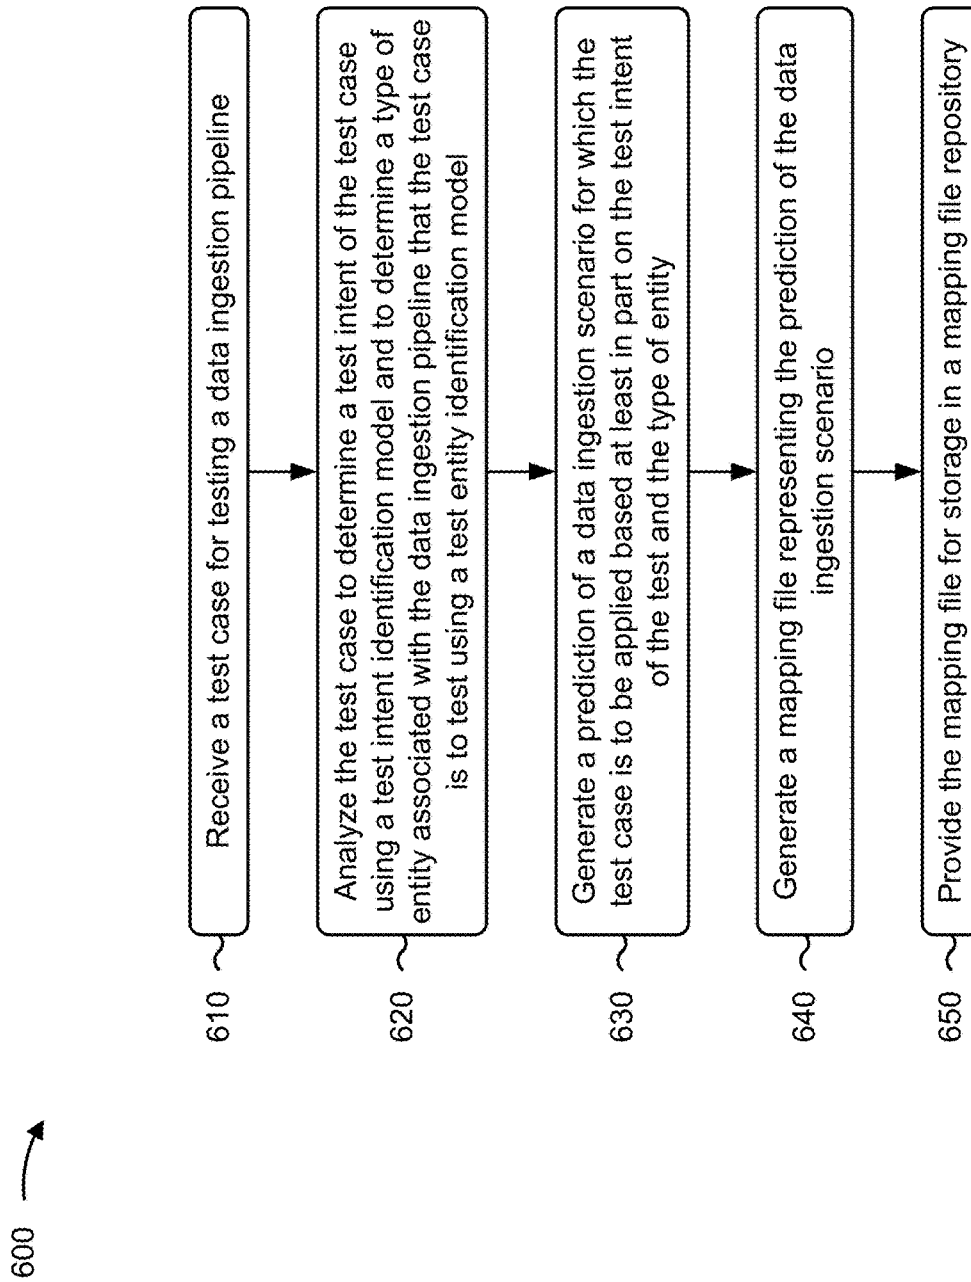 600
610
Receive a test case for testing a data ingestion pipeline
620
Analyze the test case to determine a test intent of the test case
using a test intent identification model and to determine a type of
entity associated with the data ingestion pipeline that the test case
is to test using a test entity identification model
630
Generate a prediction of a data ingestion scenario for which the
test case is to be applied based at least in part on the test intent
of the test and the type of entity
640
Generate a mapping file representing the prediction of the data
ingestion scenario
650
Provide the mapping file for storage in a mapping file repository